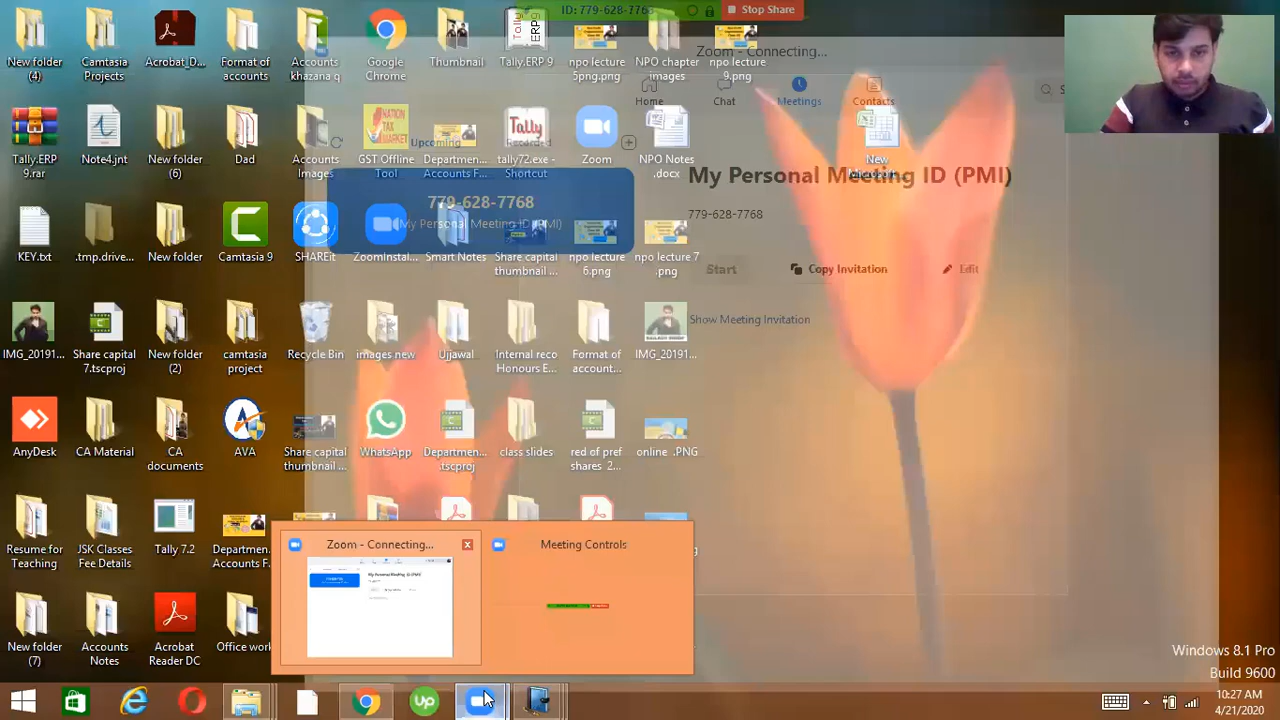 ID: 779-628-7768
Stop Share
New folder
(4)
Camtasia
Projects
Acrobat_D...
Format of
accounts
Accounts
khazana q
Google
Chrome
Thumbnail
Tally.ERP 9
npo lecture
5png.png
NPO chapter
images
npo lecture
9.png
Zoom - Connecting...
Home
Chat
Meetings
Contacts
Tally.ERP
9.rar
Note4.jnt
New folder
(6)
Dad
Accounts
Images
GST Offline
Tool
Departmen...
Accounts F...
tally72.exe -
Shortcut
Zoom
NPO Notes
.docx
New
Upcoming
Recorded
779-628-7768
My Personal Meeting ID (PMI)
My Personal Meeting ID (PMI)
779-628-7768
Start
Copy Invitation
Edit
Show Meeting Invitation
KEY.txt
.tmp.drive...
New folder
Camtasia 9
SHAREit
ZoomInstal...
Smart Notes
Share capital
thumbnail ...
npo lecture
6.png
npo lecture 7
.png
IMG_20191...
Share capital
7.tscproj
New folder
(2)
camtasia
project
Recycle Bin
images new
Ujjawal
Internal reco
Honours E...
Format of
account...
IMG_20191...
AnyDesk
CA Material
CA
documents
AVA
Share capital
thumbnail ...
WhatsApp
Departmen...
.tscproj
class slides
red of pref
shares 2...
online .PNG
Resume for
Teaching
JSK Classes
Fee Details
Tally 7.2
Departmen...
Accounts F...
Zoom - Connecting...
Meeting Controls
New folder
(7)
Accounts
Notes
Acrobat
Reader DC
Office work
Windows 8.1 Pro
Build 9600
10:27 AM
4/21/2020